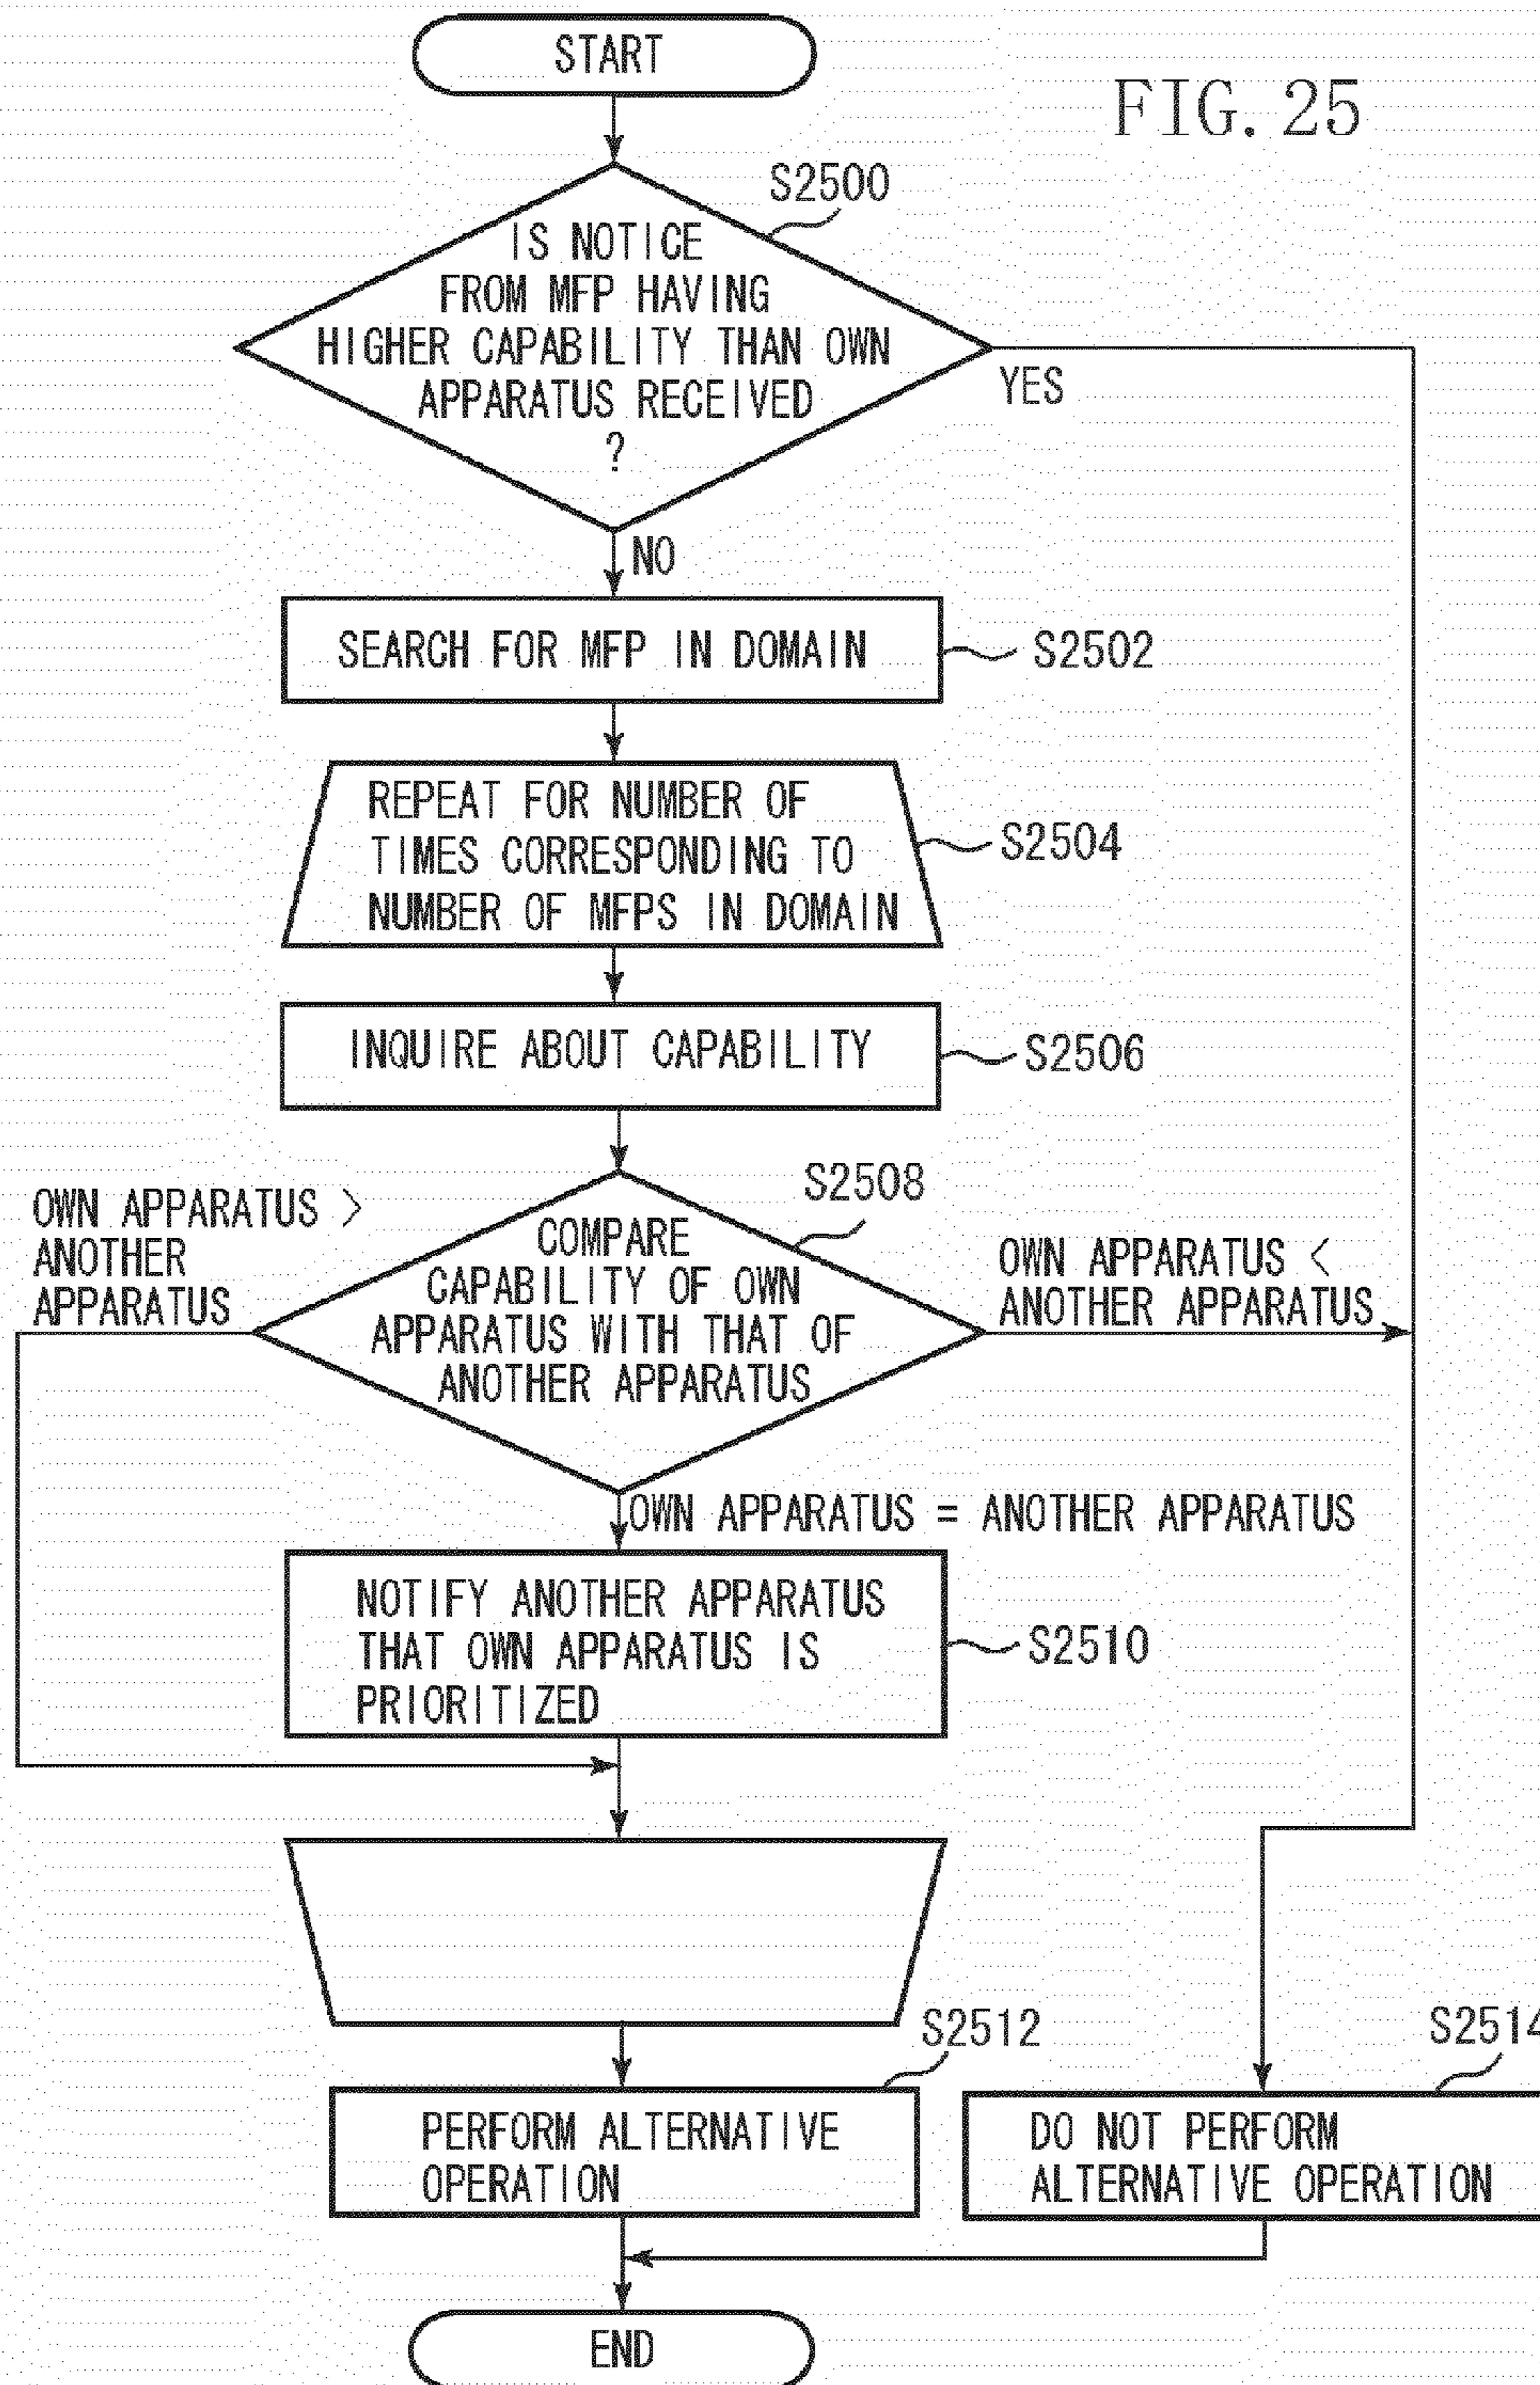 START
FIG. 25
S2500
IS NOTICE
FROM MFP HAVING
HIGHER CAPABILITY THAN OWN
APPARATUS RECEIVED
?
YES
NO
SEARCH FOR MFP IN DOMAIN
S2502
REPEAT FOR NUMBER OF
TIMES CORRESPONDING TO
NUMBER OF MFPS IN DOMAIN
S2504
INQUIRE ABOUT CAPABILITY
S2506
S2508
OWN APPARATUS >
ANOTHER
APPARATUS
COMPARE
CAPABILITY OF OWN
APPARATUS WITH THAT OF
ANOTHER APPARATUS
OWN APPARATUS <
ANOTHER APPARATUS
OWN APPARATUS = ANOTHER APPARATUS
NOTIFY ANOTHER APPARATUS
THAT OWN APPARATUS IS
PRIORITIZED
S2510
S2512
PERFORM ALTERNATIVE
OPERATION
S2514
DO NOT PERFORM
ALTERNATIVE OPERATION
END